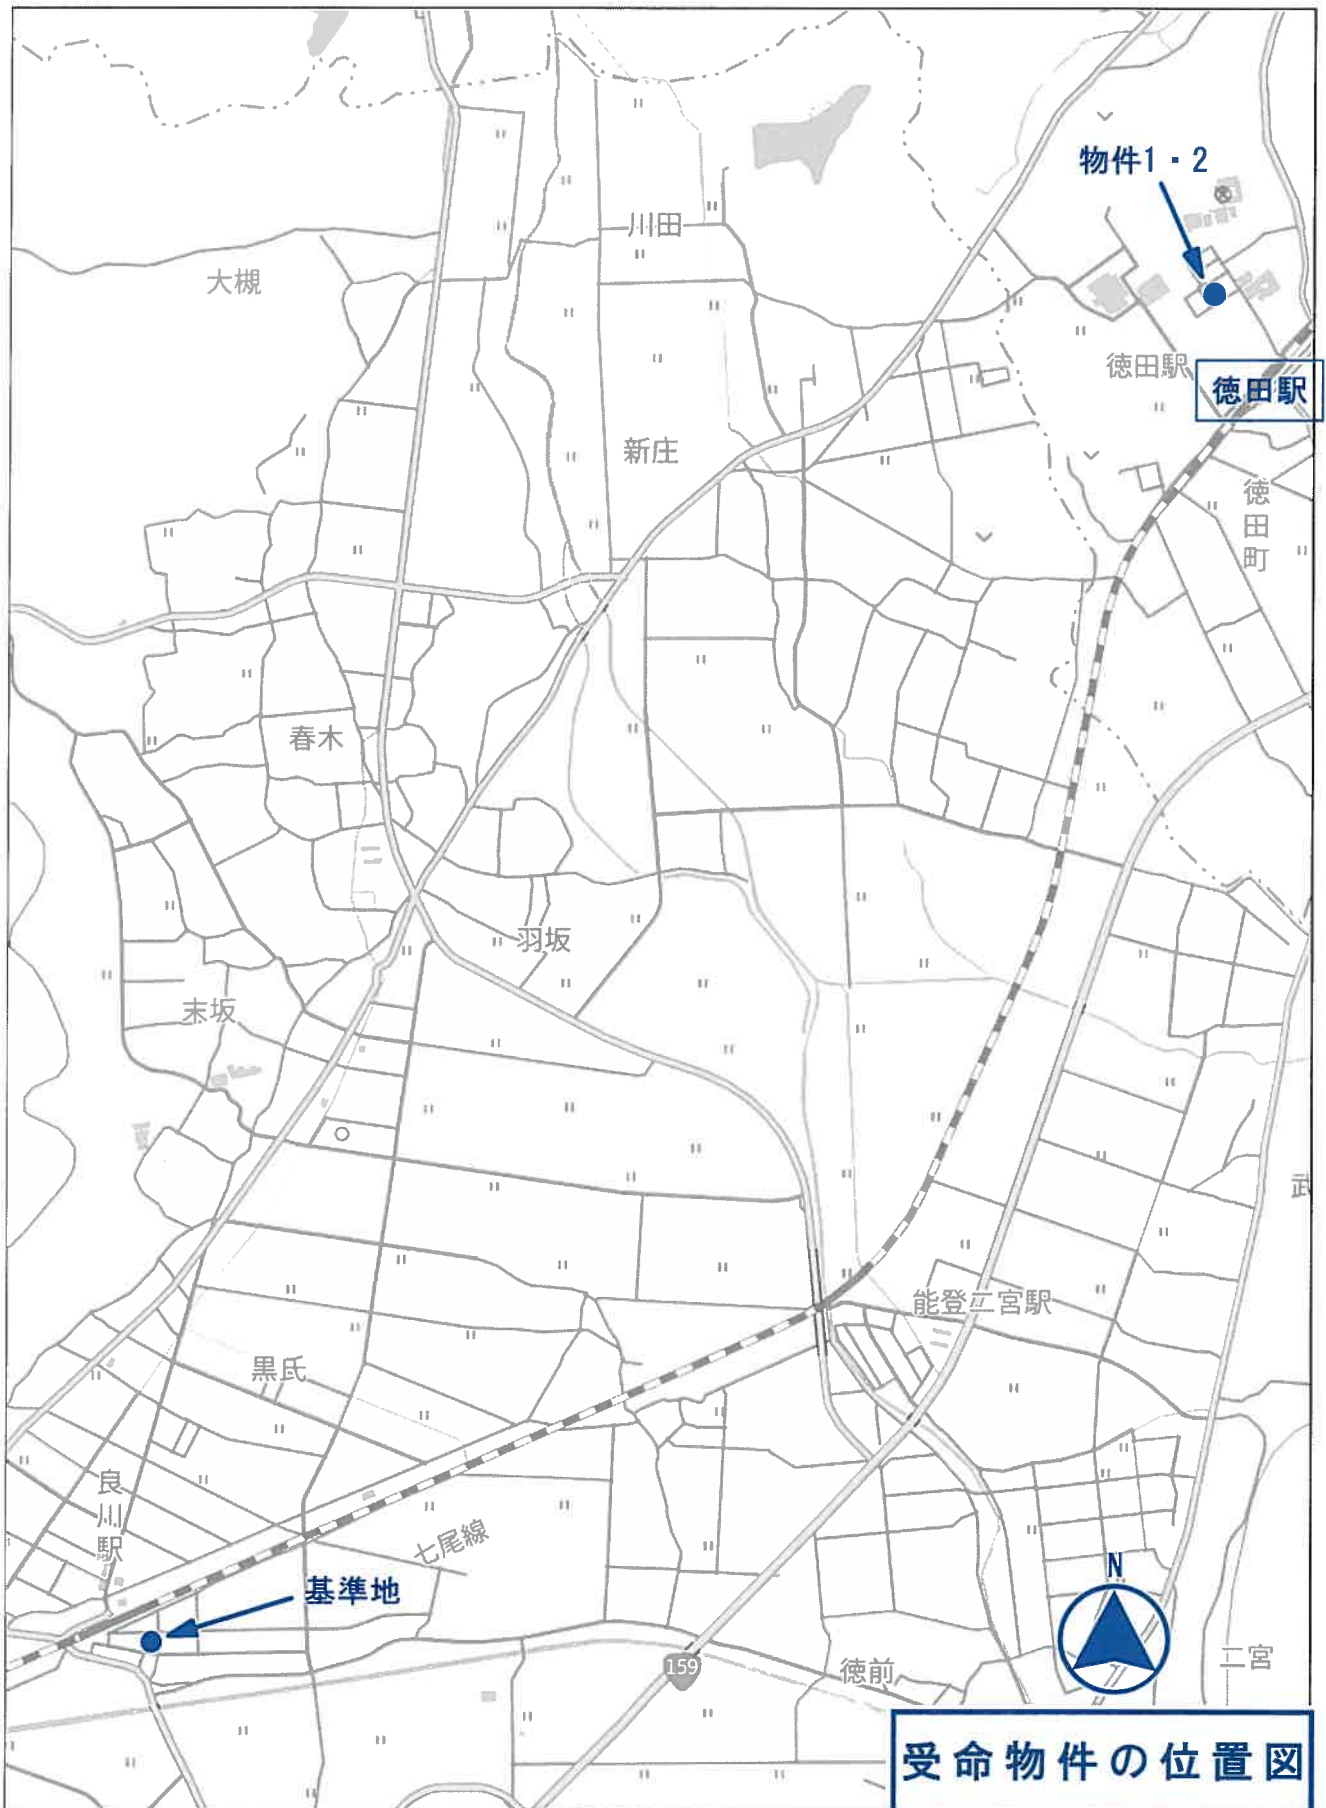 物件1・2
川田
大槻
徳田駅
徳田駅
新庄
徳田町
春木
羽坂
末坂
武
能登二宮駅
黒氏
良川駅
七尾線
基準地
N
159
徳前
二宮
受命物件の位置図